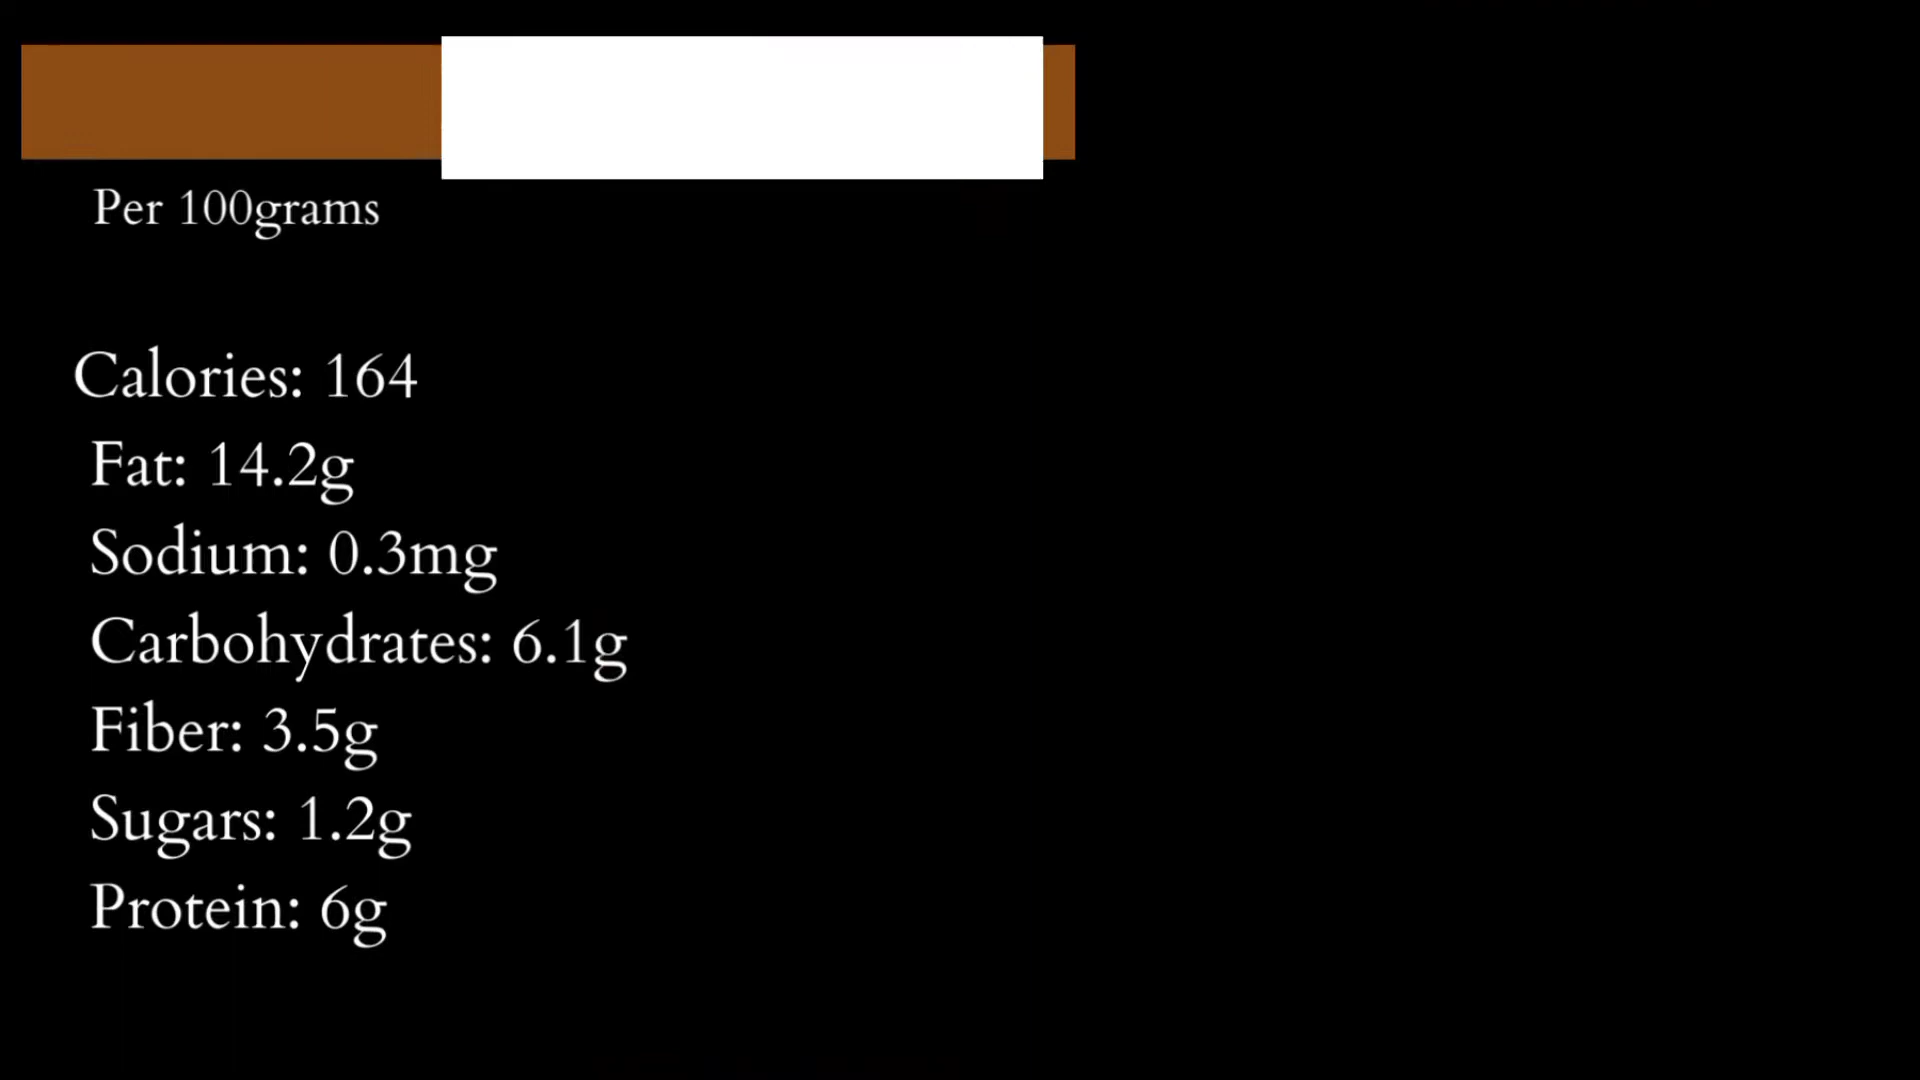 Per 100grams
Calories: 164
Fat: 14.2g
Sodium: 0.3mg
Carbohydrates: 6.1g
Fiber: 3.5g
Sugars: 1.2g
Protein: 6g